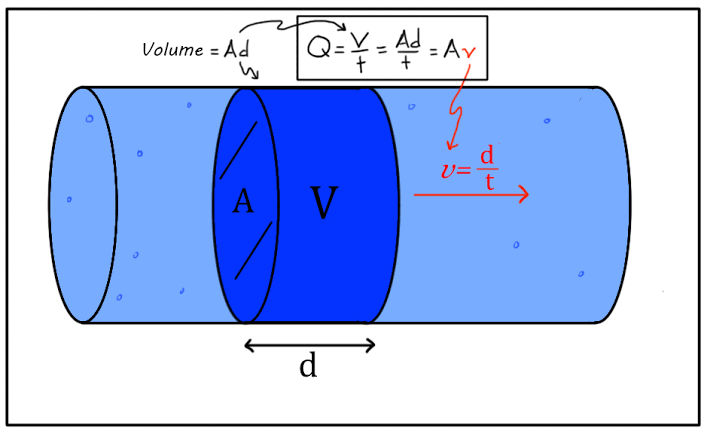 Volume = Ad
Q = V/t = Ad/t = Av
v = d/t
A
V
d